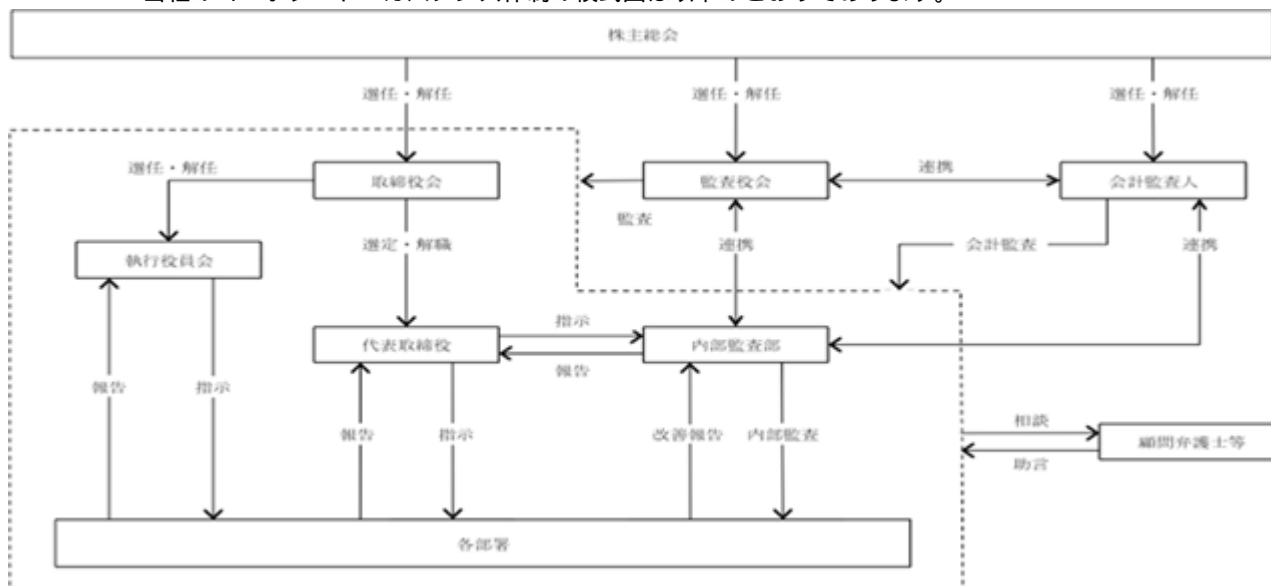 株主総会
選任・解任
選任・解任
選任・解任
選任・解任
取締役会
監査役会
連携
会計監査人
監査
執行役員会
選定・解職
連携
会計監査
連携
代表取締役
指示
報告
内部監査部
報告
指示
報告
指示
改善報告
内部監査
相談
助言
顧問弁護士等
各部署